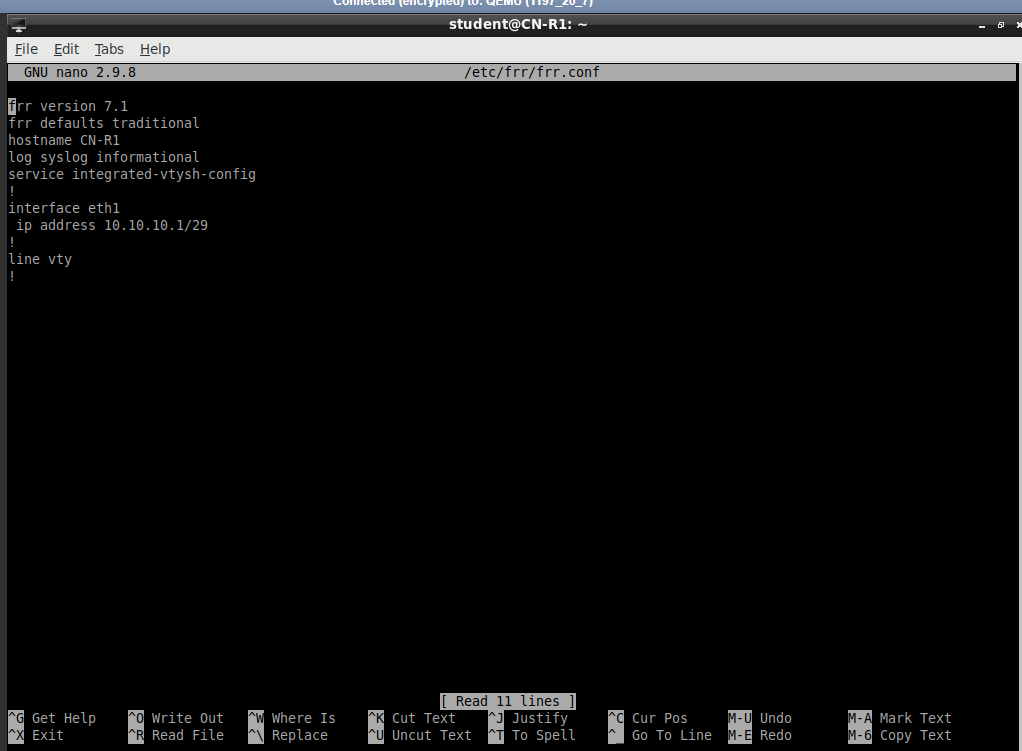 Connected (encrypted) to: QEMU (1197_20_7)
student@CN-R1: ~
File Edit Tabs Help
GNU nano 2.9.8 /etc/frr/frr.conf
frr version 7.1
frr defaults traditional
hostname CN-R1
log syslog informational
service integrated-vtysh-config
!
interface eth1
 ip address 10.10.10.1/29
!
line vty
!
[ Read 11 lines ]
^G Get Help ^O Write Out ^W Where Is ^K Cut Text ^J Justify ^C Cur Pos M-U Undo M-A Mark Text
^X Exit ^R Read File ^\ Replace ^U Uncut Text ^T To Spell ^_ Go To Line M-E Redo M-6 Copy Text